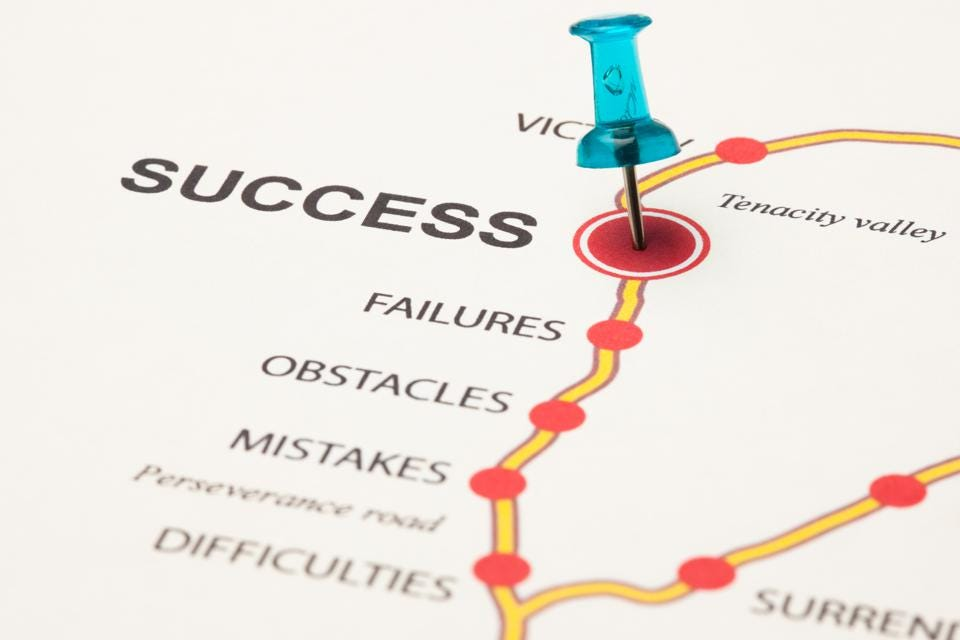 SUCCESS
Tenacity valley
FAILURES
OBSTACLES
MISTAKES
Perseverance road
DIFFICULTIES